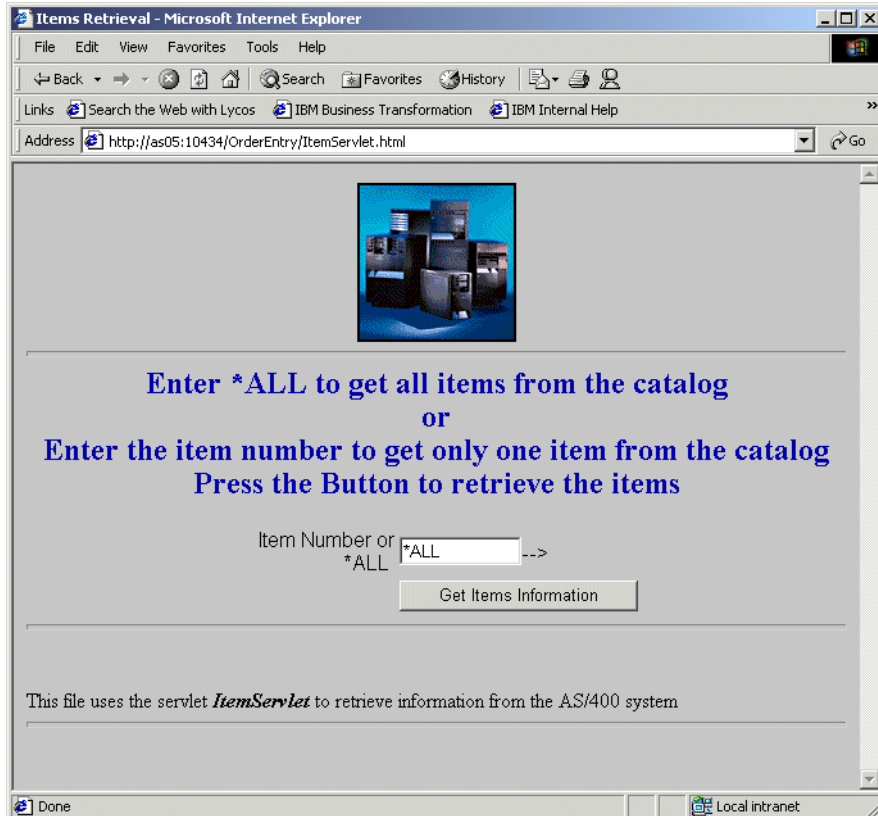 Items Retrieval - Microsoft Internet Explorer
File Edit View Favorites Tools Help
Back Search Favorites History
Links Search the Web with Lycos IBM Business Transformation IBM Internal Help »
Address http://as05:10434/OrderEntry/ItemServlet.html Go
Enter *ALL to get all items from the catalog
or
Enter the item number to get only one item from the catalog
Press the Button to retrieve the items
Item Number or
*ALL *ALL -->
Get Items Information
This file uses the servlet ItemServlet to retrieve information from the AS/400 system
Done Local intranet